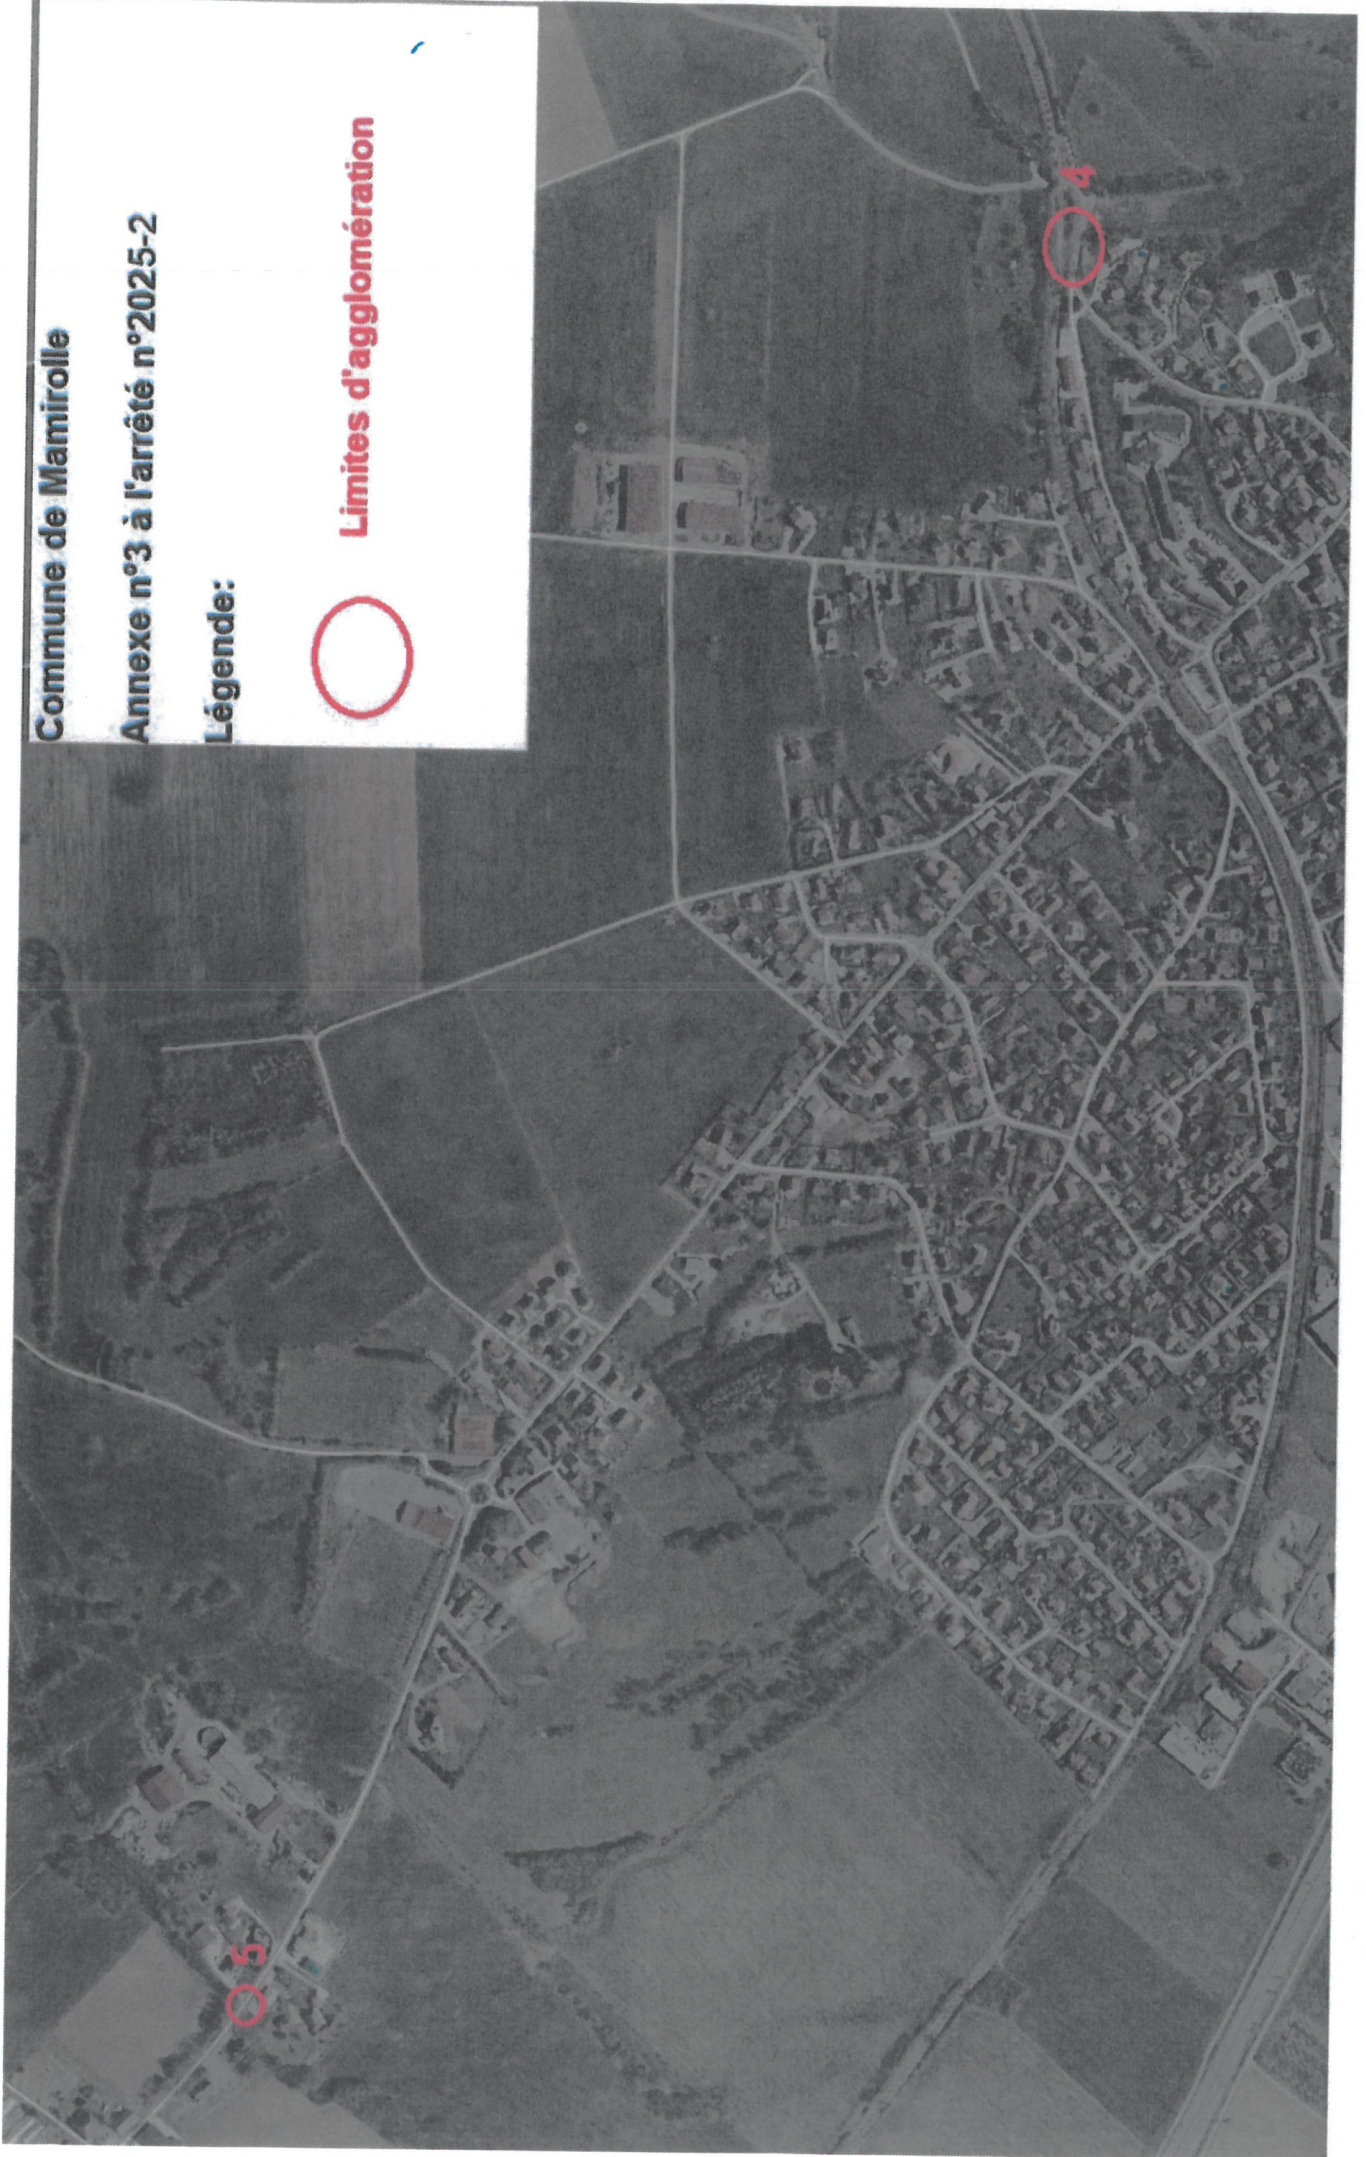 Commune de Mamirolle
Annexe n°3 à l'arrêté n°2025-2
Légende:
Limites d'agglomération
4
5